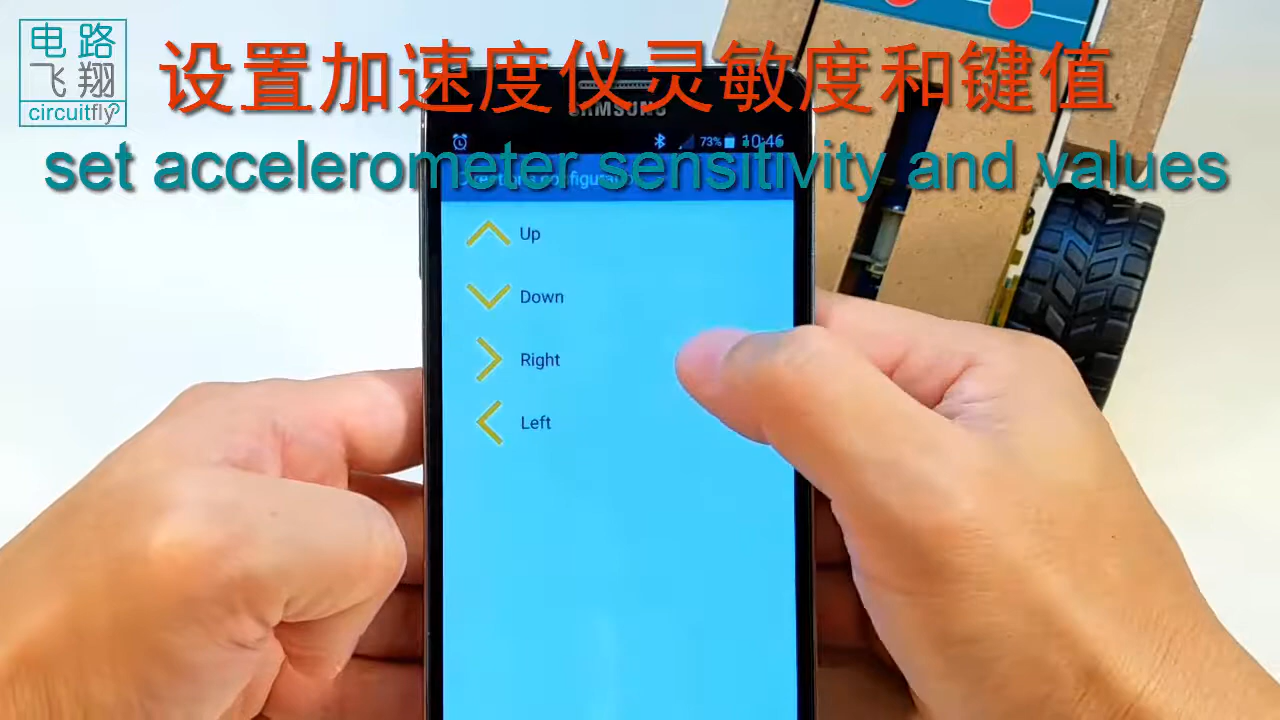 电路
飞翔
circuitfly?
设置加速度仪灵敏度和键值
SAMSUNG
73% 10:46
set accelerometer sensitivity and values
Up
Down
Right
Left